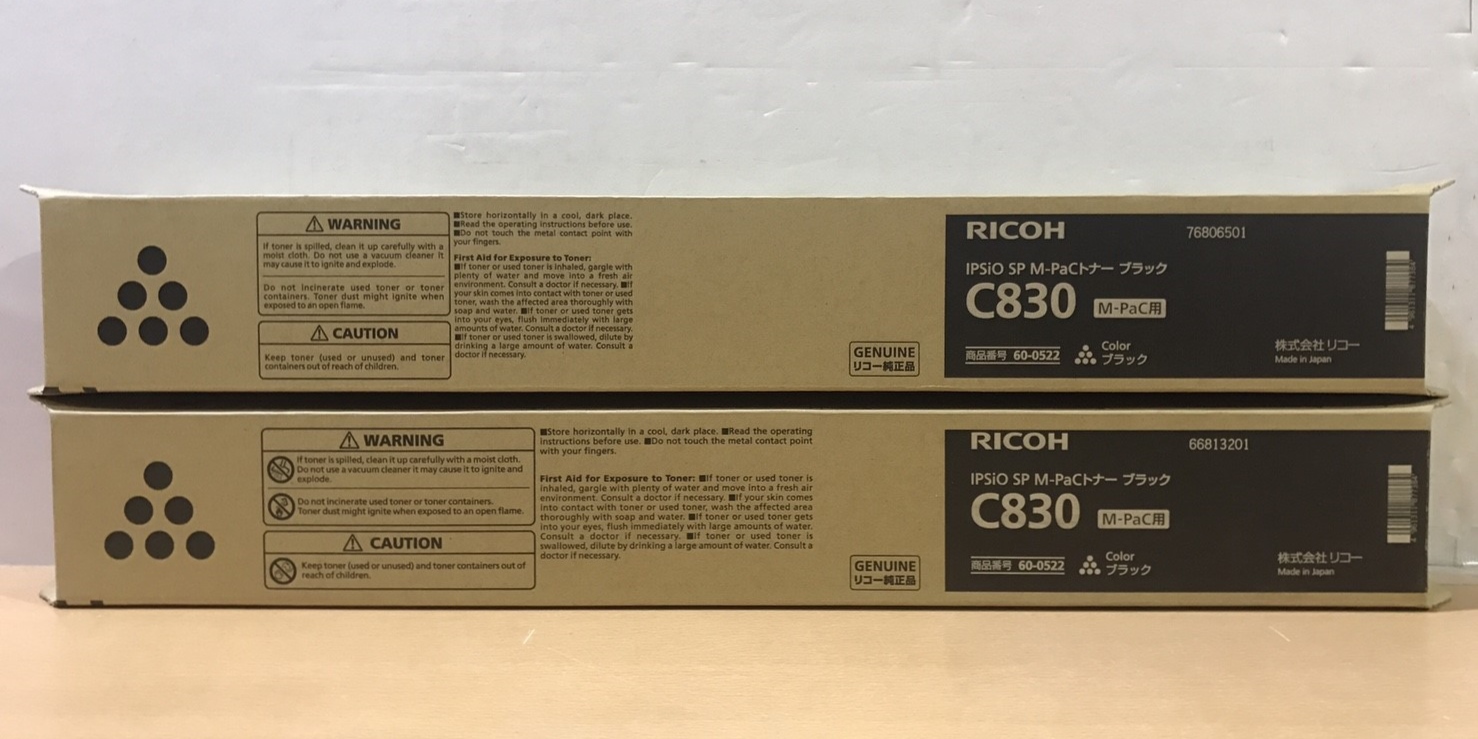 WARNING
If toner is spilled, clean it up carefully with a
moist cloth. Do not use a vacuum cleaner it
may cause it to ignite and explode.
Do not incinerate used toner or toner
containers. Toner dust might ignite when
exposed to an open flame.
CAUTION
Keep toner (used or unused) and toner
containers out of reach of children.
■Store horizontally in a cool, dark place.
■Read the operating instructions before use.
■Do not touch the metal contact point with
your fingers.
First Aid for Exposure to Toner:
■If toner or used toner is inhaled, gargle with
plenty of water and move into a fresh air
environment. Consult a doctor if necessary. ■If
your skin comes into contact with toner or used
toner, wash the affected area thoroughly with
soap and water. ■If toner or used toner gets
into your eyes, flush immediately with large
amounts of water. Consult a doctor if necessary.
■If toner or used toner is swallowed, dilute by
drinking a large amount of water. Consult a
doctor if necessary.
GENUINE
リコー純正品
RICOH 76806501
IPSiO SP M-PaCトナー ブラック
C830 M-PaC用
商品番号 60-0522
Color
ブラック
株式会社リコー
Made in Japan
WARNING
If toner is spilled, clean it up carefully with a moist cloth.
Do not use a vacuum cleaner it may cause it to ignite and
explode.
Do not incinerate used toner or toner containers.
Toner dust might ignite when exposed to an open flame.
CAUTION
Keep toner (used or unused) and toner containers out of
reach of children.
■Store horizontally in a cool, dark place. ■Read the operating
instructions before use. ■Do not touch the metal contact point
with your fingers.
First Aid for Exposure to Toner: ■If toner or used toner is
inhaled, gargle with plenty of water and move into a fresh air
environment. Consult a doctor if necessary. ■If your skin comes
into contact with toner or used toner, wash the affected area
thoroughly with soap and water. ■If toner or used toner gets
into your eyes, flush immediately with large amounts of water.
Consult a doctor if necessary. ■If toner or used toner is
swallowed, dilute by drinking a large amount of water. Consult a
doctor if necessary.
GENUINE
リコー純正品
RICOH 66813201
IPSiO SP M-PaCトナー ブラック
C830 M-PaC用
商品番号 60-0522
Color
ブラック
株式会社リコー
Made in Japan